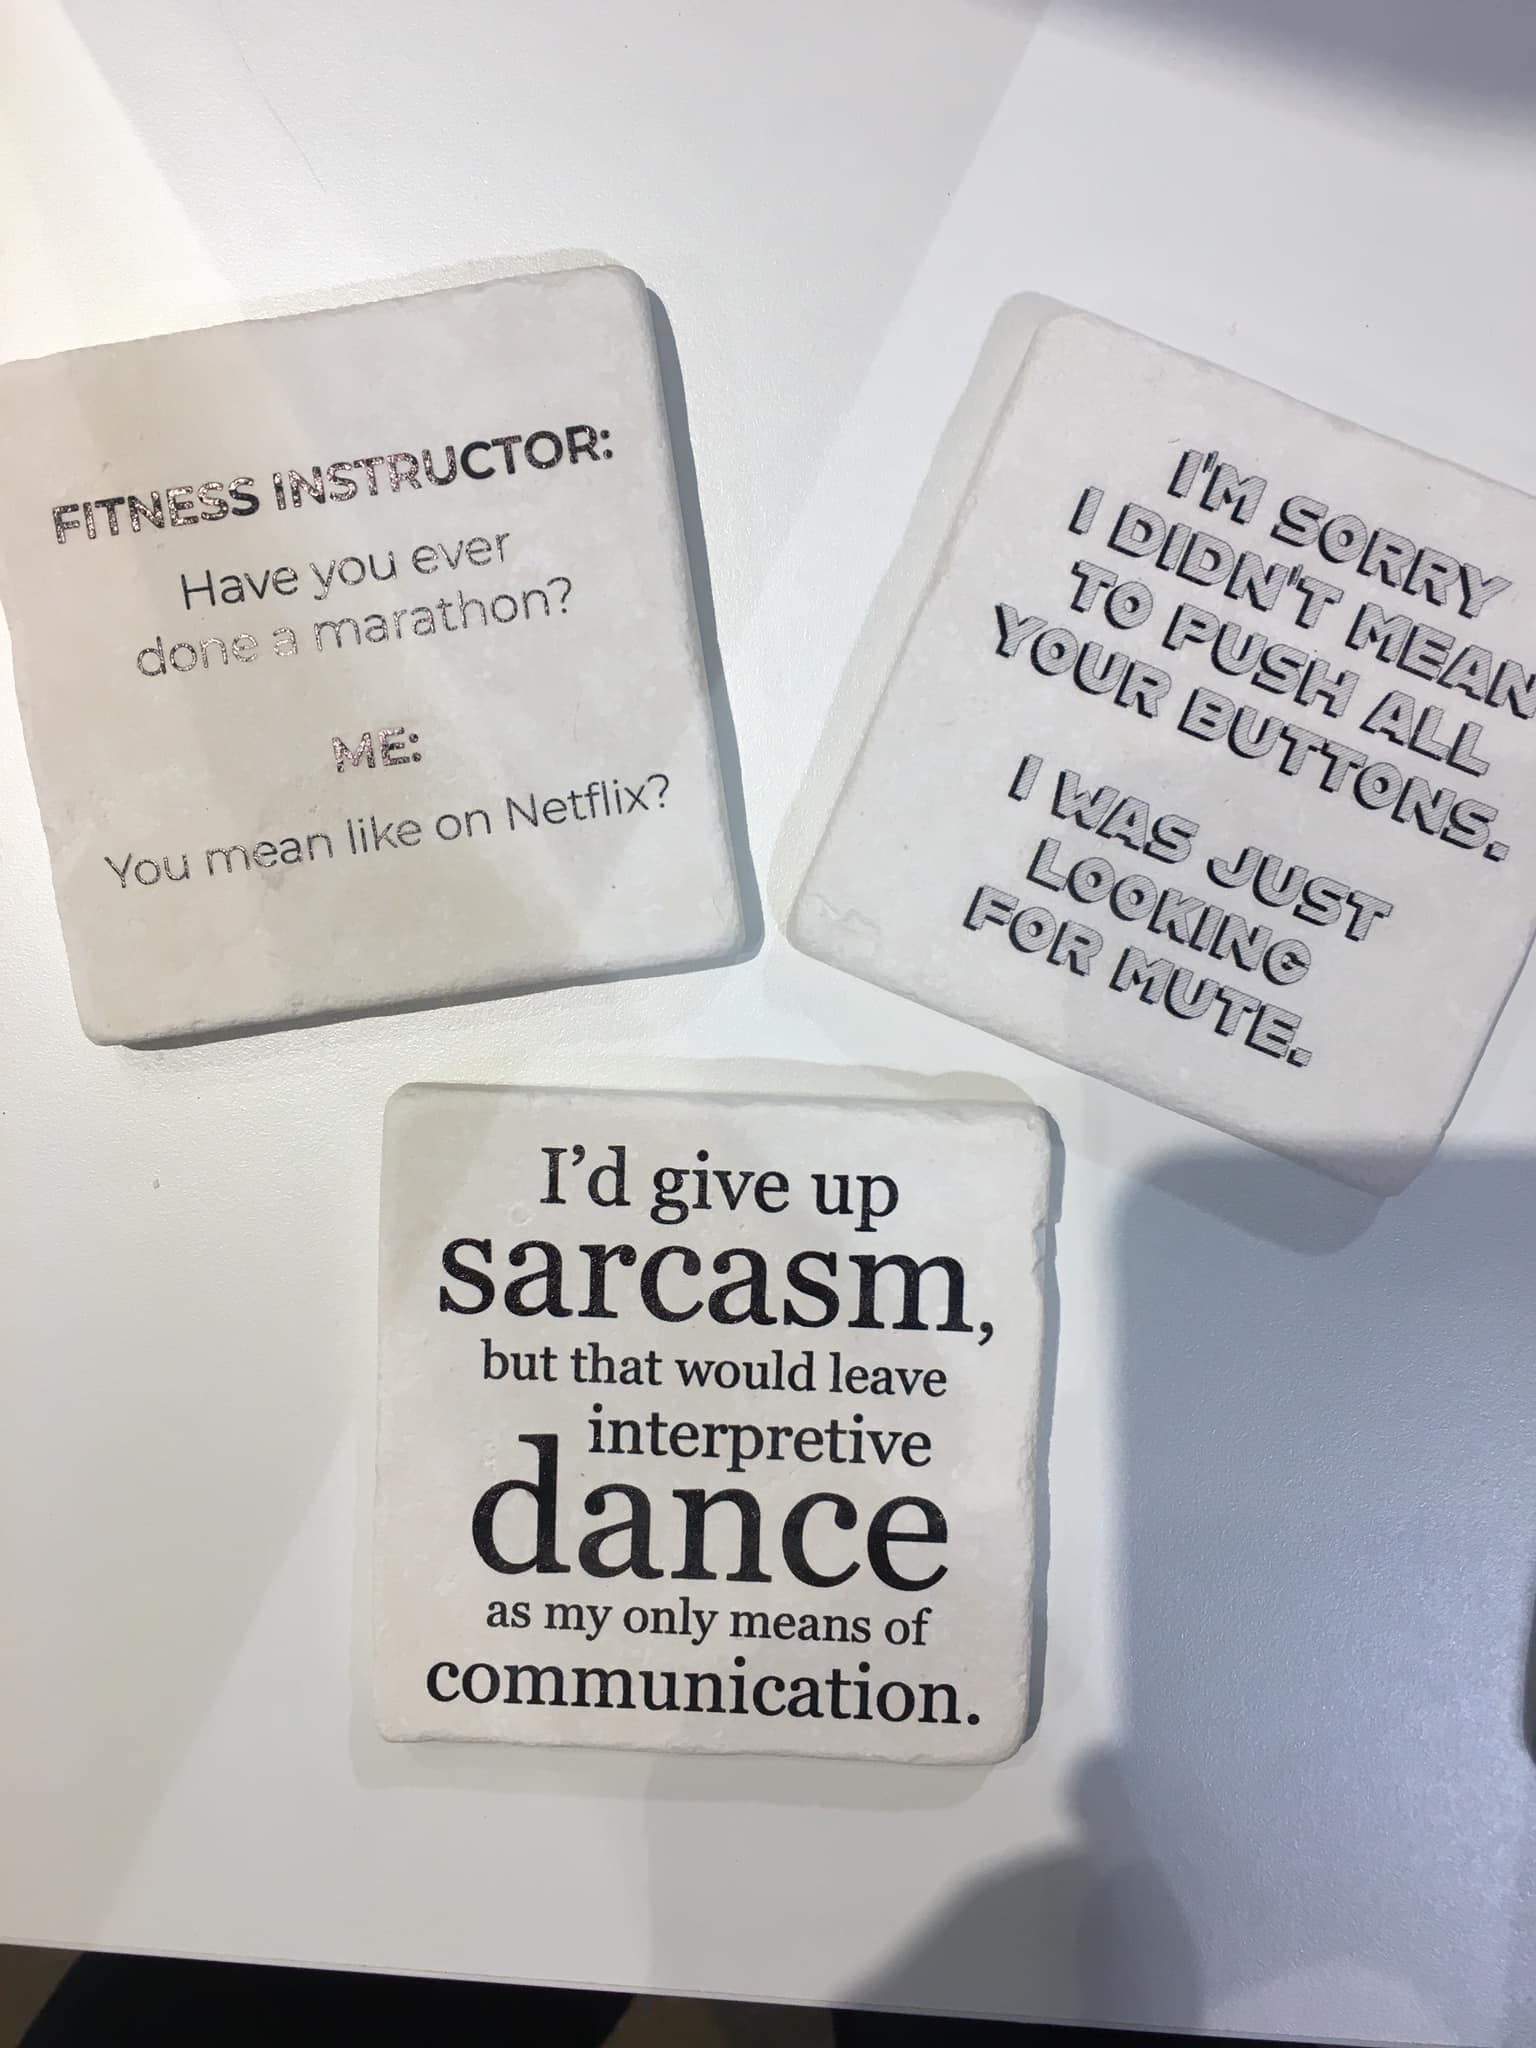 FITNESS INSTRUCTOR:
Have you ever
done a marathon?
ME:
You mean like on Netflix?
I'M SORRY
I DIDN'T MEAN
TO PUSH ALL
YOUR BUTTONS.
I WAS JUST
LOOKING
FOR MUTE.
I’d give up
sarcasm,
but that would leave
interpretive
dance
as my only means of
communication.